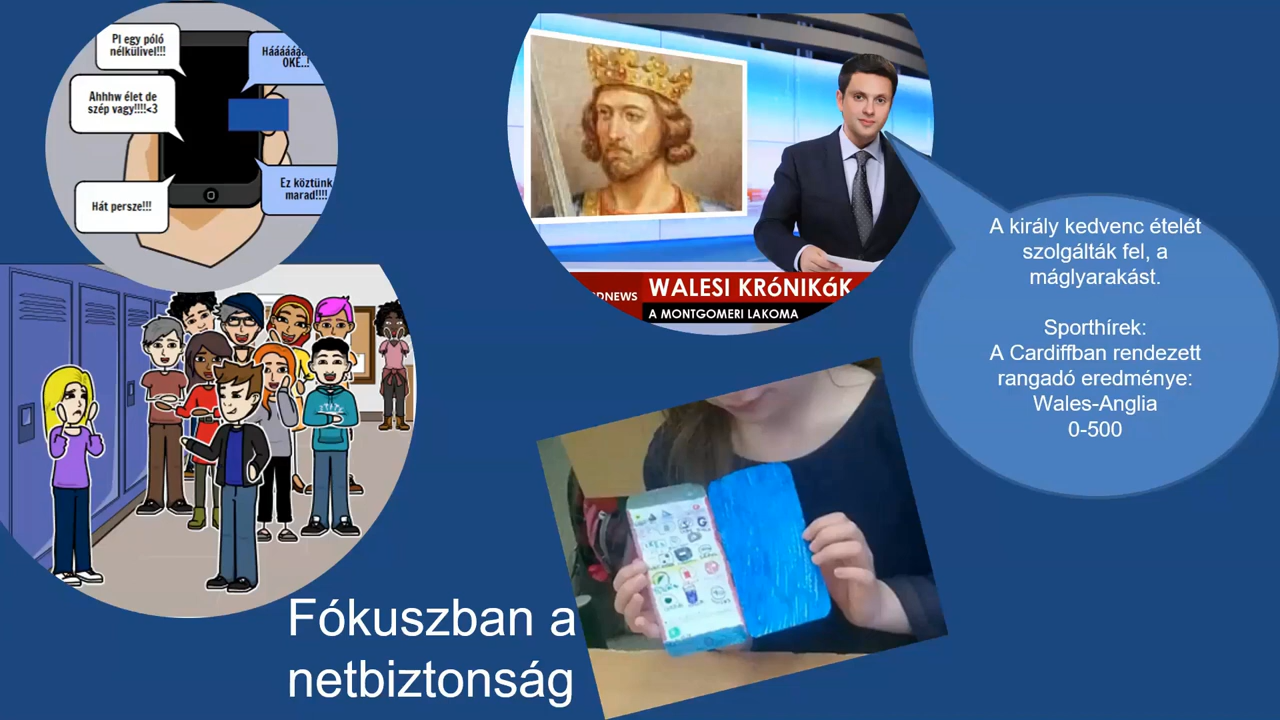 Pl egy póló
nélkülivel!!!
Ahhhw élet de
szép vagy!!!!<3
OKÉ..!
Ez köztünk
marad!!!!
Hát persze!!!
DNEWS
WALESI KRóNIKáK
A MONTGOMERI LAKOMA
A király kedvenc ételét
szolgálták fel, a
máglyarakást.
Sporthírek:
A Cardiffban rendezett
rangadó eredménye:
Wales-Anglia
0-500
Fókuszban a
netbiztonság